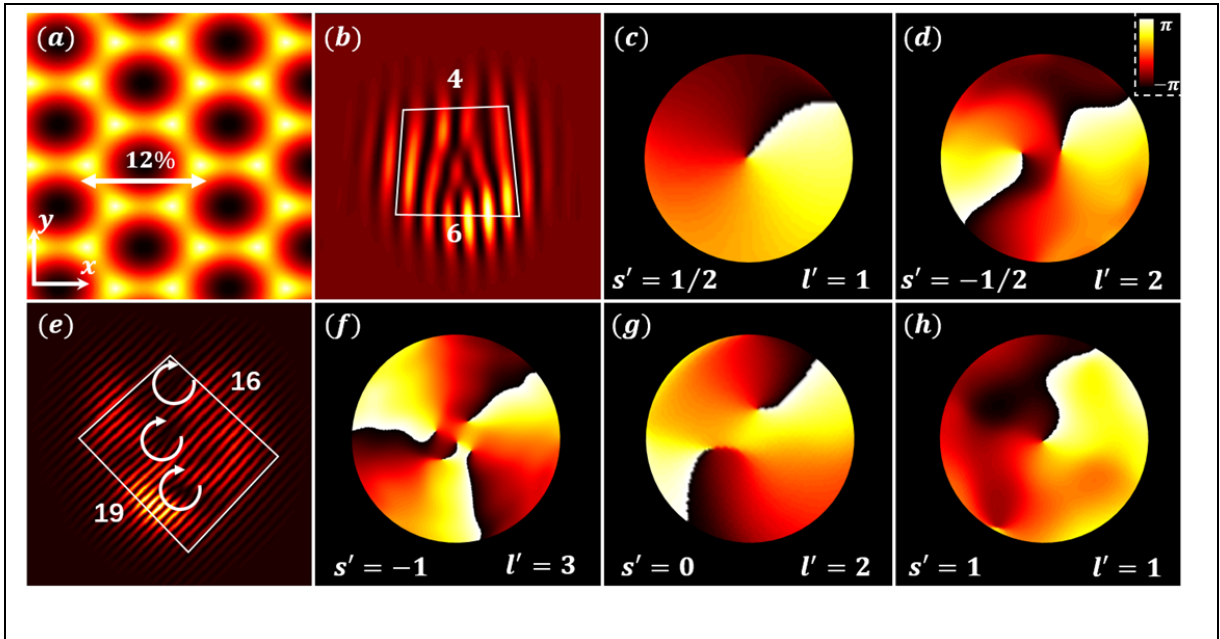 (a)
12%
y
x
(b)
4
6
(c)
s′ = 1/2 l′ = 1
(d)
π
−π
s′ = −1/2 l′ = 2
(e)
16
19
(f)
s′ = −1 l′ = 3
(g)
s′ = 0 l′ = 2
(h)
s′ = 1 l′ = 1